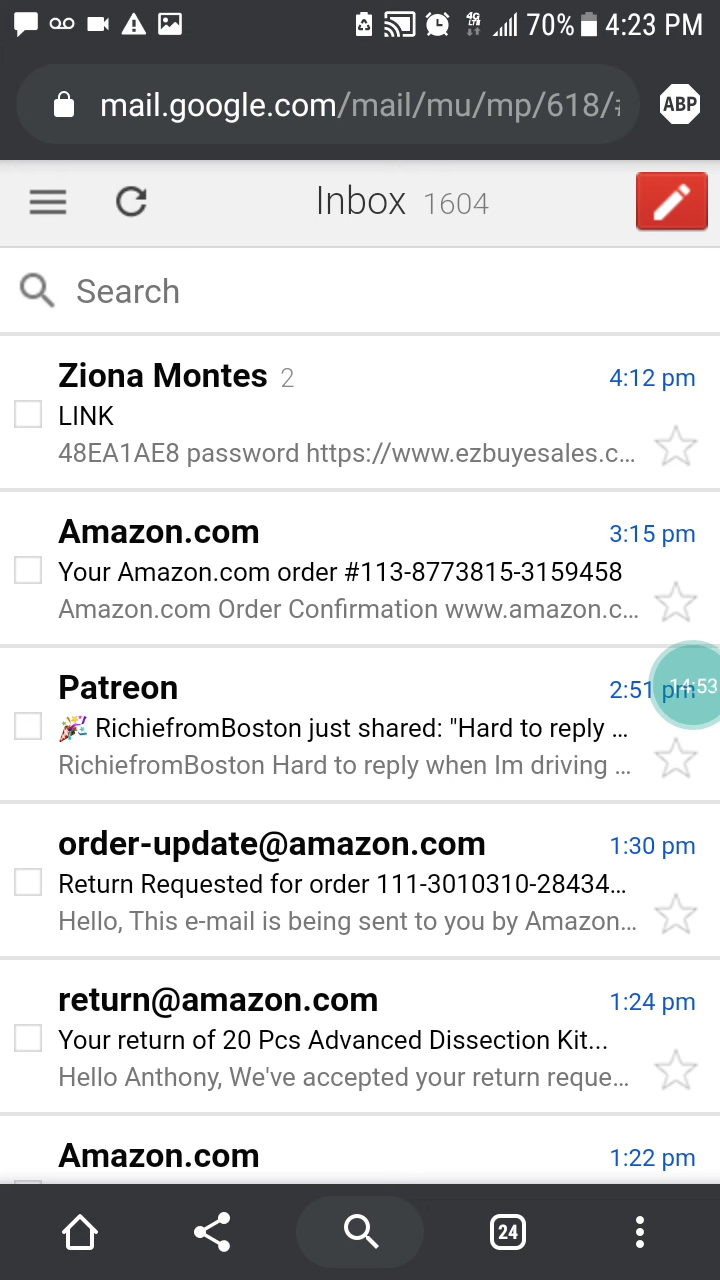 4G LTE 70% 4:23 PM
mail.google.com/mail/mu/mp/618/
ABP
Inbox 1604
Search
Ziona Montes 2 4:12 pm
LINK
48EA1AE8 password https://www.ezbuyesales.c...
Amazon.com 3:15 pm
Your Amazon.com order #113-8773815-3159458
Amazon.com Order Confirmation www.amazon.c...
Patreon 2:51 pm
14:53
🎉 RichiefromBoston just shared: "Hard to reply ...
RichiefromBoston Hard to reply when Im driving ...
order-update@amazon.com 1:30 pm
Return Requested for order 111-3010310-28434...
Hello, This e-mail is being sent to you by Amazon...
return@amazon.com 1:24 pm
Your return of 20 Pcs Advanced Dissection Kit...
Hello Anthony, We've accepted your return reque...
Amazon.com 1:22 pm
24